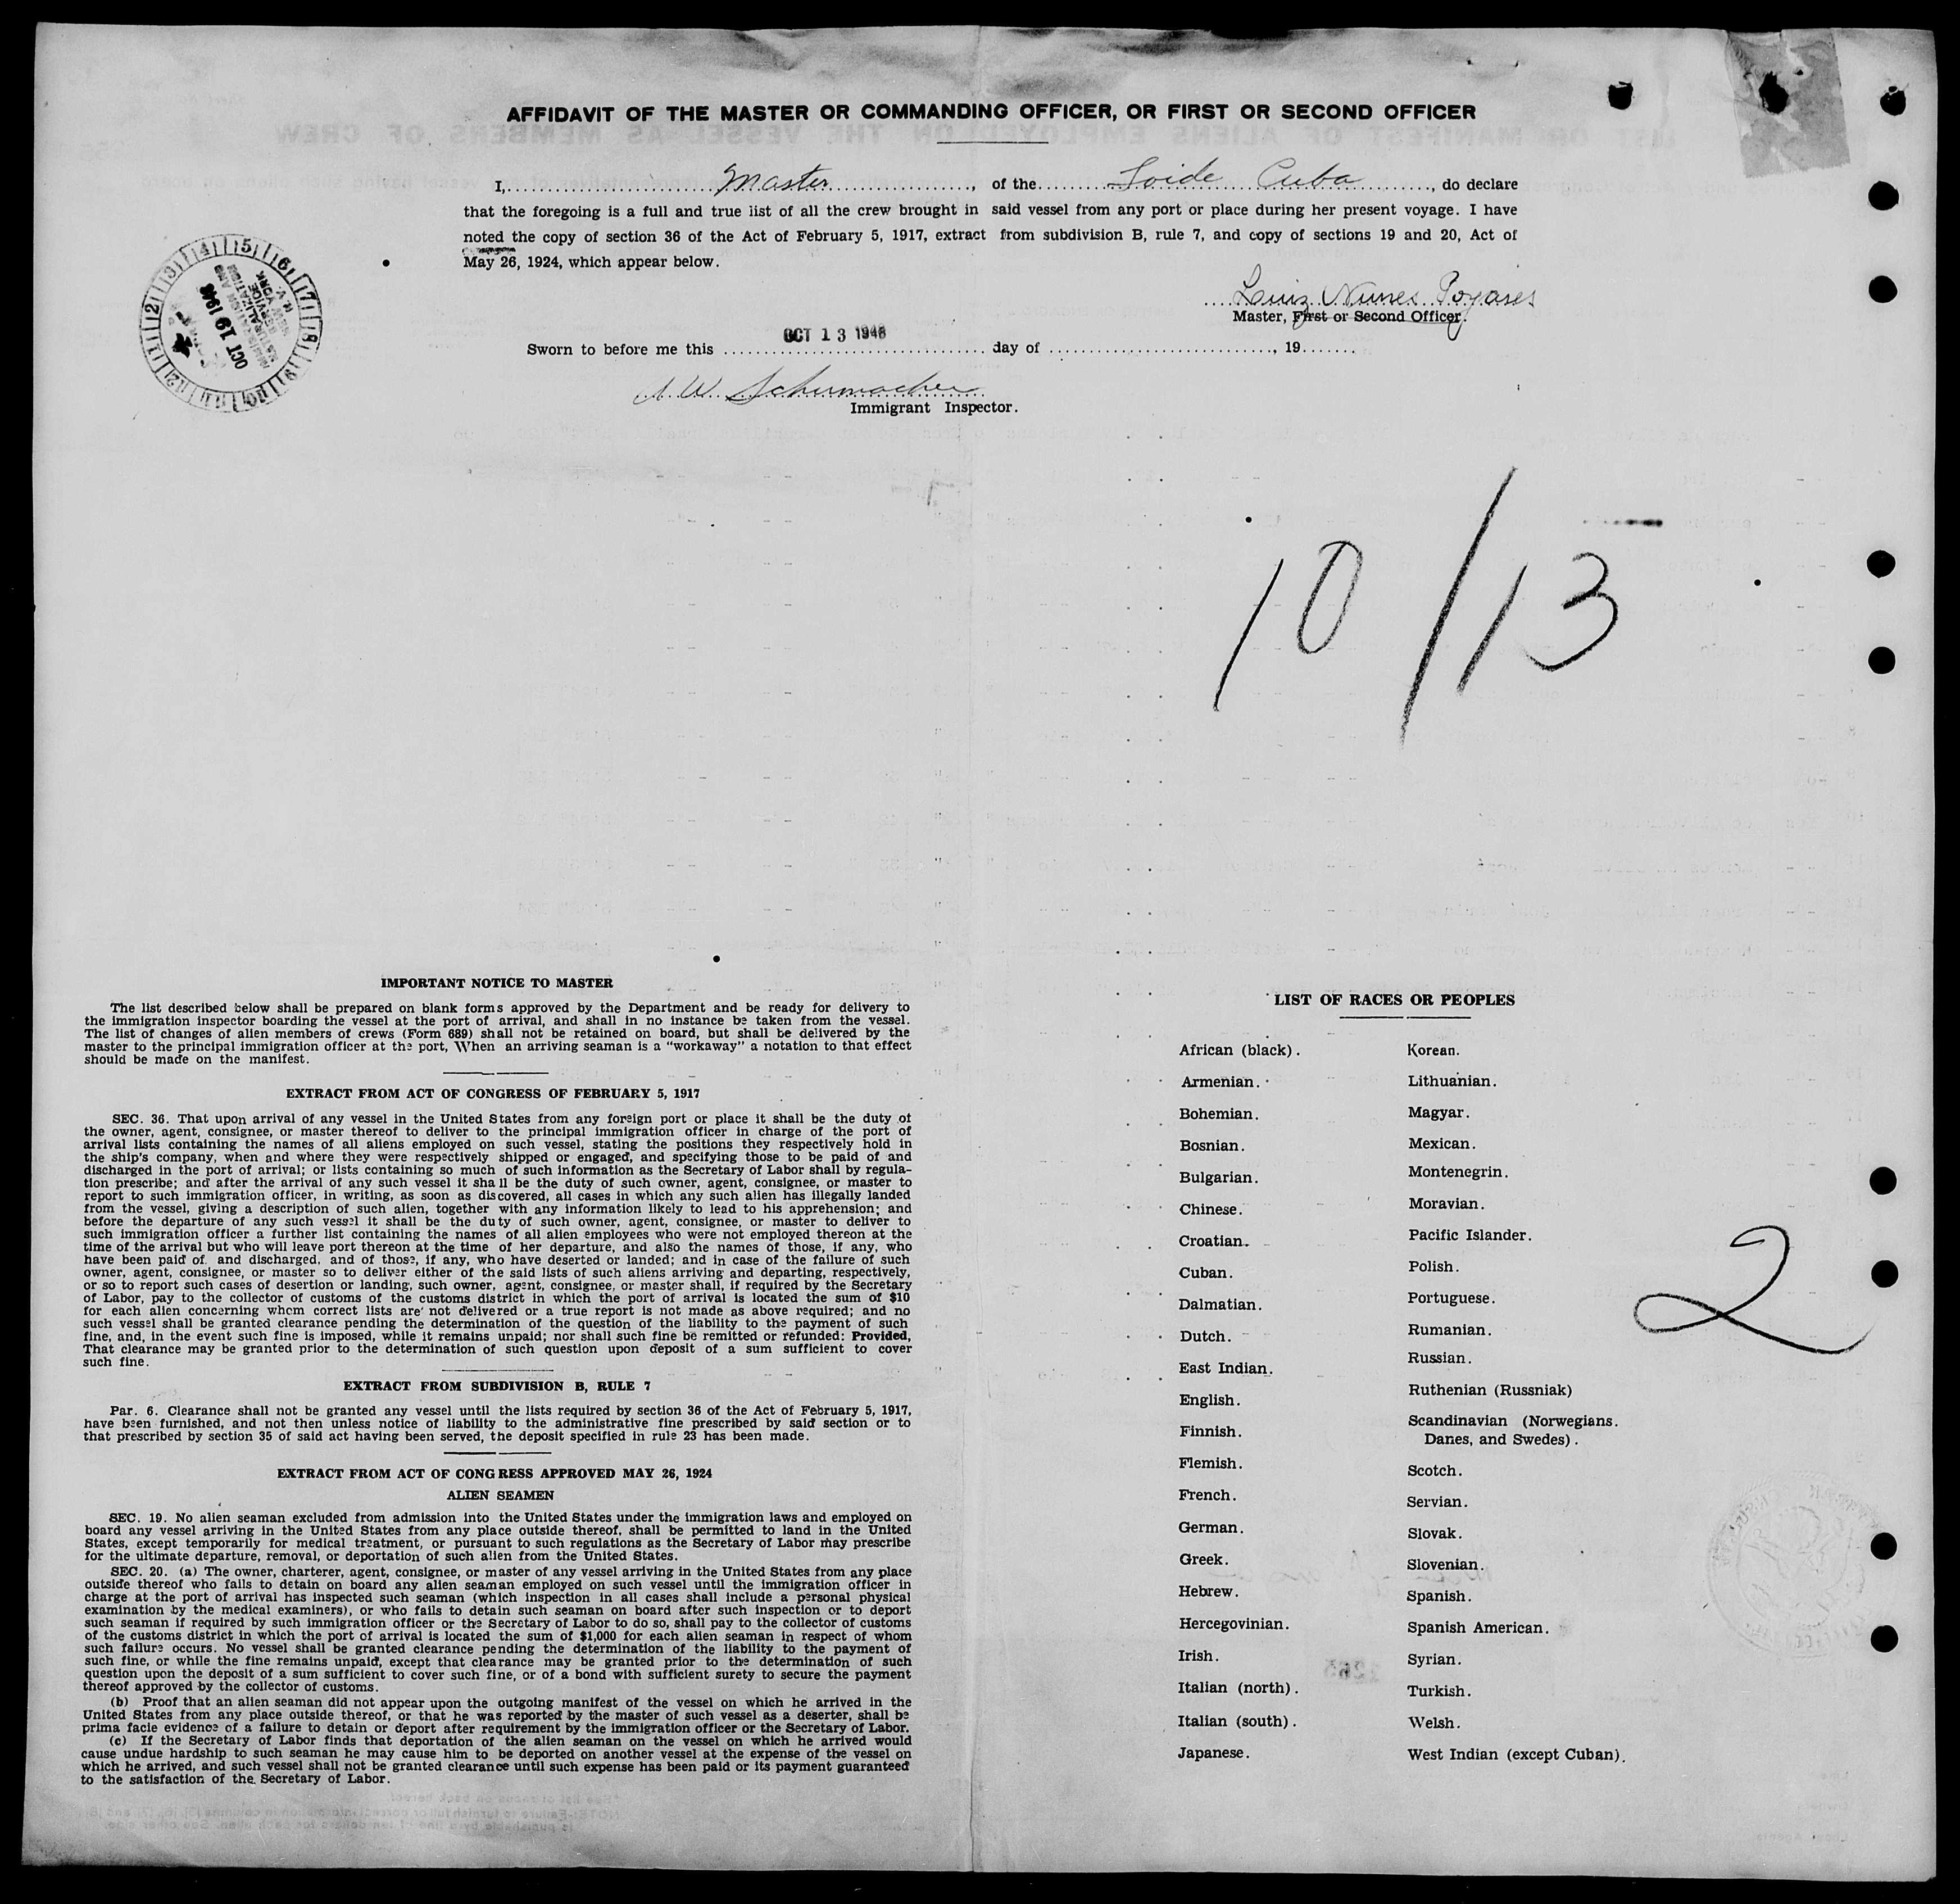 AFFIDAVIT OF THE MASTER OR COMMANDING OFFICER, OR FIRST OR SECOND OFFICER
I, Master, of the Loide Cuba, do declare
that the foregoing is a full and true list of all the crew brought in said vessel from any port or place during her present voyage. I have
noted the copy of section 36 of the Act of February 5, 1917, extract from subdivision B, rule 7, and copy of sections 19 and 20, Act of
May 26, 1924, which appear below.
Luiz Nunes Poyares
Master, First or Second Officer.
Sworn to before me this OCT 13 1948 day of , 19
W. Schumacher
Immigrant Inspector.
OCT 19 1948
10/13
IMPORTANT NOTICE TO MASTER
The list described below shall be prepared on blank forms approved by the Department and be ready for delivery to
the immigration inspector boarding the vessel at the port of arrival, and shall in no instance be taken from the vessel.
The list of changes of alien members of crews (Form 689) shall not be retained on board, but shall be delivered by the
master to the principal immigration officer at the port, When an arriving seaman is a "workaway" a notation to that effect
should be made on the manifest.
EXTRACT FROM ACT OF CONGRESS OF FEBRUARY 5, 1917
SEC. 36. That upon arrival of any vessel in the United States from any foreign port or place it shall be the duty of
the owner, agent, consignee, or master thereof to deliver to the principal immigration officer in charge of the port of
arrival lists containing the names of all aliens employed on such vessel, stating the positions they respectively hold in
the ship's company, when and where they were respectively shipped or engaged, and specifying those to be paid of and
discharged in the port of arrival; or lists containing so much of such information as the Secretary of Labor shall by regula-
tion prescribe; and after the arrival of any such vessel it shall be the duty of such owner, agent, consignee, or master to
report to such immigration officer, in writing, as soon as discovered, all cases in which any such alien has illegally landed
from the vessel, giving a description of such alien, together with any information likely to lead to his apprehension; and
before the departure of any such vessel it shall be the duty of such owner, agent, consignee, or master to deliver to
such immigration officer a further list containing the names of all alien employees who were not employed thereon at the
time of the arrival but who will leave port thereon at the time of her departure, and also the names of those, if any, who
have been paid of. and discharged, and of those, if any, who have deserted or landed; and in case of the failure of such
owner, agent, consignee, or master so to deliver either of the said lists of such aliens arriving and departing, respectively,
or so to report such cases of desertion or landing, such owner, agent, consignee, or master shall, if required by the Secretary
of Labor, pay to the collector of customs of the customs district in which the port of arrival is located the sum of $10
for each alien concerning whom correct lists are not delivered or a true report is not made as above required; and no
such vessel shall be granted clearance pending the determination of the question of the liability to the payment of such
fine, and, in the event such fine is imposed, while it remains unpaid; nor shall such fine be remitted or refunded: Provided,
That clearance may be granted prior to the determination of such question upon deposit of a sum sufficient to cover
such fine.
EXTRACT FROM SUBDIVISION B, RULE 7
Par. 6. Clearance shall not be granted any vessel until the lists required by section 36 of the Act of February 5, 1917,
have been furnished, and not then unless notice of liability to the administrative fine prescribed by said section or to
that prescribed by section 35 of said act having been served, the deposit specified in rule 23 has been made.
EXTRACT FROM ACT OF CONGRESS APPROVED MAY 26, 1924
ALIEN SEAMEN
SEC. 19. No alien seaman excluded from admission into the United States under the immigration laws and employed on
board any vessel arriving in the United States from any place outside thereof, shall be permitted to land in the United
States, except temporarily for medical treatment, or pursuant to such regulations as the Secretary of Labor may prescribe
for the ultimate departure, removal, or deportation of such alien from the United States.
SEC. 20. (a) The owner, charterer, agent, consignee, or master of any vessel arriving in the United States from any place
outside thereof who fails to detain on board any alien seaman employed on such vessel until the immigration officer in
charge at the port of arrival has inspected such seaman (which inspection in all cases shall include a personal physical
examination by the medical examiners), or who fails to detain such seaman on board after such inspection or to deport
such seaman if required by such immigration officer or the Secretary of Labor to do so, shall pay to the collector of customs
of the customs district in which the port of arrival is located the sum of $1,000 for each alien seaman in respect of whom
such failure occurs. No vessel shall be granted clearance pending the determination of the liability to the payment of
such fine, or while the fine remains unpaid, except that clearance may be granted prior to the determination of such
question upon the deposit of a sum sufficient to cover such fine, or of a bond with sufficient surety to secure the payment
thereof approved by the collector of customs.
(b) Proof that an alien seaman did not appear upon the outgoing manifest of the vessel on which he arrived in the
United States from any place outside thereof, or that he was reported by the master of such vessel as a deserter, shall be
prima facie evidence of a failure to detain or deport after requirement by the immigration officer or the Secretary of Labor.
(c) If the Secretary of Labor finds that deportation of the alien seaman on the vessel on which he arrived would
cause undue hardship to such seaman he may cause him to be deported on another vessel at the expense of the vessel on
which he arrived, and such vessel shall not be granted clearance until such expense has been paid or its payment guaranteed
to the satisfaction of the Secretary of Labor.
LIST OF RACES OR PEOPLES
African (black).
Armenian.
Bohemian.
Bosnian.
Bulgarian.
Chinese.
Croatian.
Cuban.
Dalmatian.
Dutch.
East Indian.
English.
Finnish.
Flemish.
French.
German.
Greek.
Hebrew.
Hercegovinian.
Irish.
Italian (north).
Italian (south).
Japanese.
Korean.
Lithuanian.
Magyar.
Mexican.
Montenegrin.
Moravian.
Pacific Islander.
Polish.
Portuguese.
Rumanian.
Russian.
Ruthenian (Russniak)
Scandinavian (Norwegians.
Danes, and Swedes).
Scotch.
Servian.
Slovak.
Slovenian.
Spanish.
Spanish American.
Syrian.
Turkish.
Welsh.
West Indian (except Cuban).
2